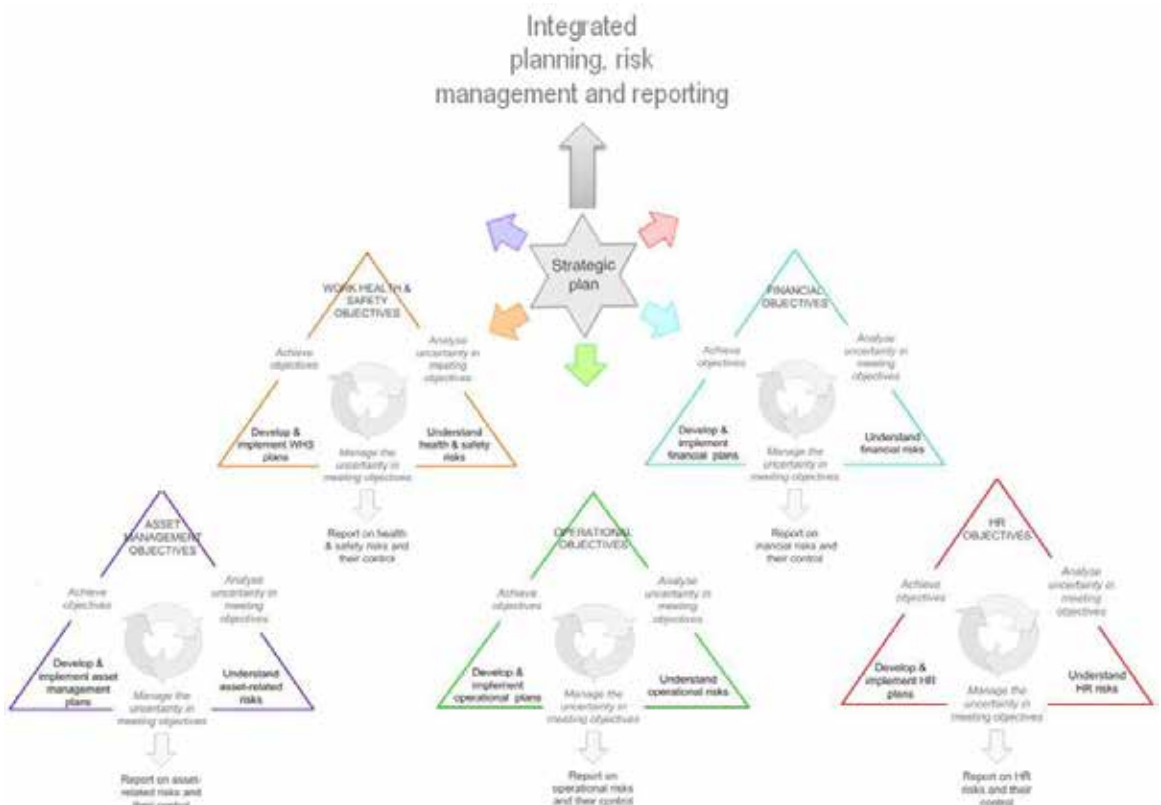 Integrated
planning, risk
management and reporting
Strategic
plan
WORK HEALTH &
SAFETY
OBJECTIVES
Achieve
objectives
Analyse
uncertainty in
meeting
objectives
Develop &
implement WHS
plans
Understand
health & safety
risks
Manage the
uncertainty in
meeting objectives
Report on health
& safety risks and
their control
FINANCIAL
OBJECTIVES
Achieve
objectives
Analyse
uncertainty in
meeting
objectives
Develop &
implement
financial plans
Understand
financial risks
Manage the
uncertainty in
meeting objectives
Report on
inancial risks and
their control
ASSET
MANAGEMENT
OBJECTIVES
Achieve
objectives
Analyse
uncertainty in
meeting
objectives
Develop &
implement asset
management
plans
Understand
asset-related
risks
Manage the
uncertainty in
meeting objectives
Report on asset-
related risks and
their control
OPERATIONAL
OBJECTIVES
Achieve
objectives
Analyse
uncertainty in
meeting
objectives
Develop &
implement
operational plans
Understand
operational risks
Manage the
uncertainty in
meeting objectives
Report on
operational risks
and their control
HR
OBJECTIVES
Achieve
objectives
Analyse
uncertainty in
meeting
objectives
Develop &
implement HR
plans
Understand
HR risks
Manage the
uncertainty in
meeting objectives
Report on HR
risks and their
control